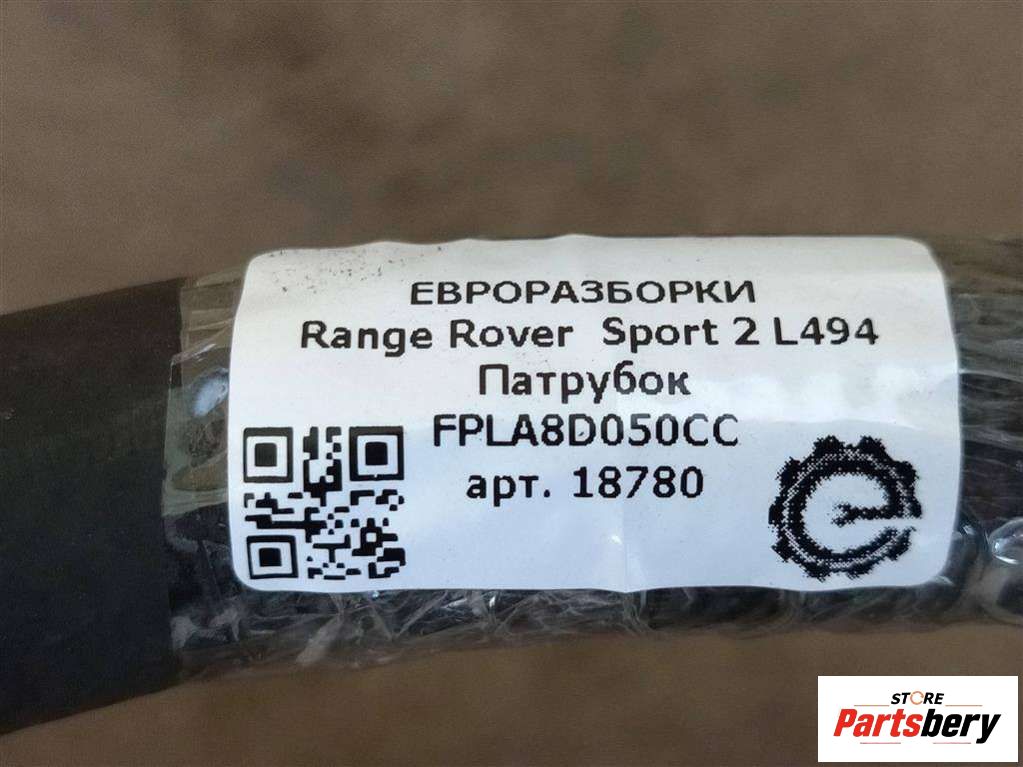 ЕВРОРАЗБОРКИ
Range Rover Sport 2 L494
Патрубок
FPLA8D050CC
арт. 18780
STORE
Partsbery